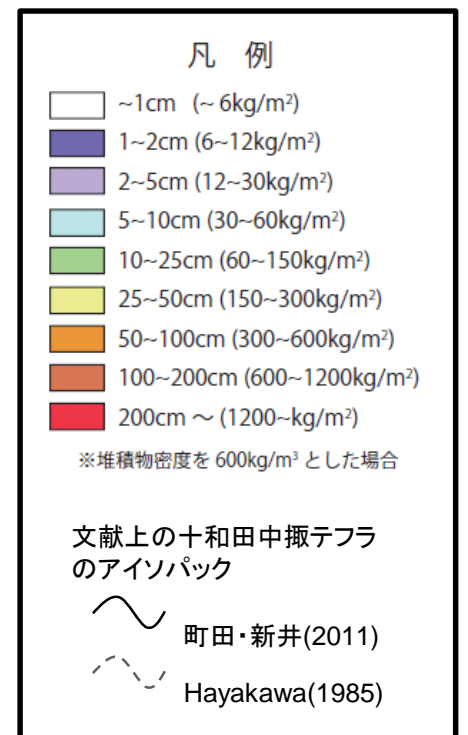 凡 例
~1cm (~ 6kg/m²)
1~2cm (6~12kg/m²)
2~5cm (12~30kg/m²)
5~10cm (30~60kg/m²)
10~25cm (60~150kg/m²)
25~50cm (150~300kg/m²)
50~100cm (300~600kg/m²)
100~200cm (600~1200kg/m²)
200cm ～ (1200~kg/m²)
※堆積物密度を 600kg/m³ とした場合
文献上の十和田中掫テフラ
のアイソパック
町田・新井(2011)
Hayakawa(1985)